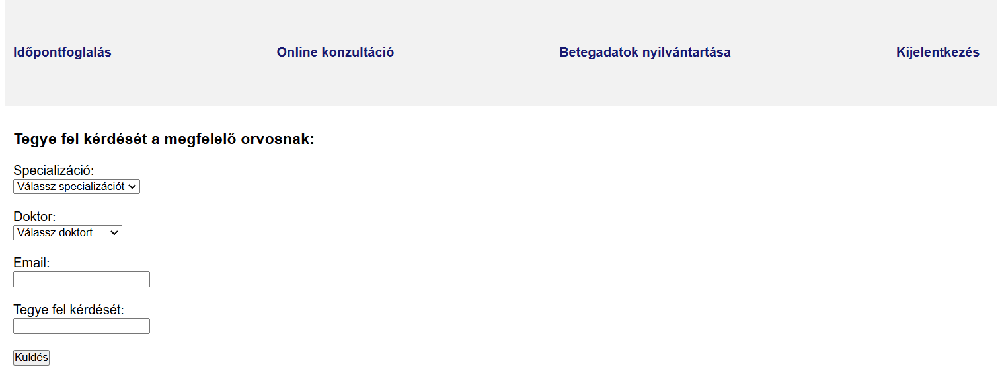 Időpontfoglalás Online konzultáció Betegadatok nyilvántartása Kijelentkezés
Tegye fel kérdését a megfelelő orvosnak:
Specializáció:
Válassz specializációt
Doktor:
Válassz doktort
Email:
Tegye fel kérdését:
Küldés